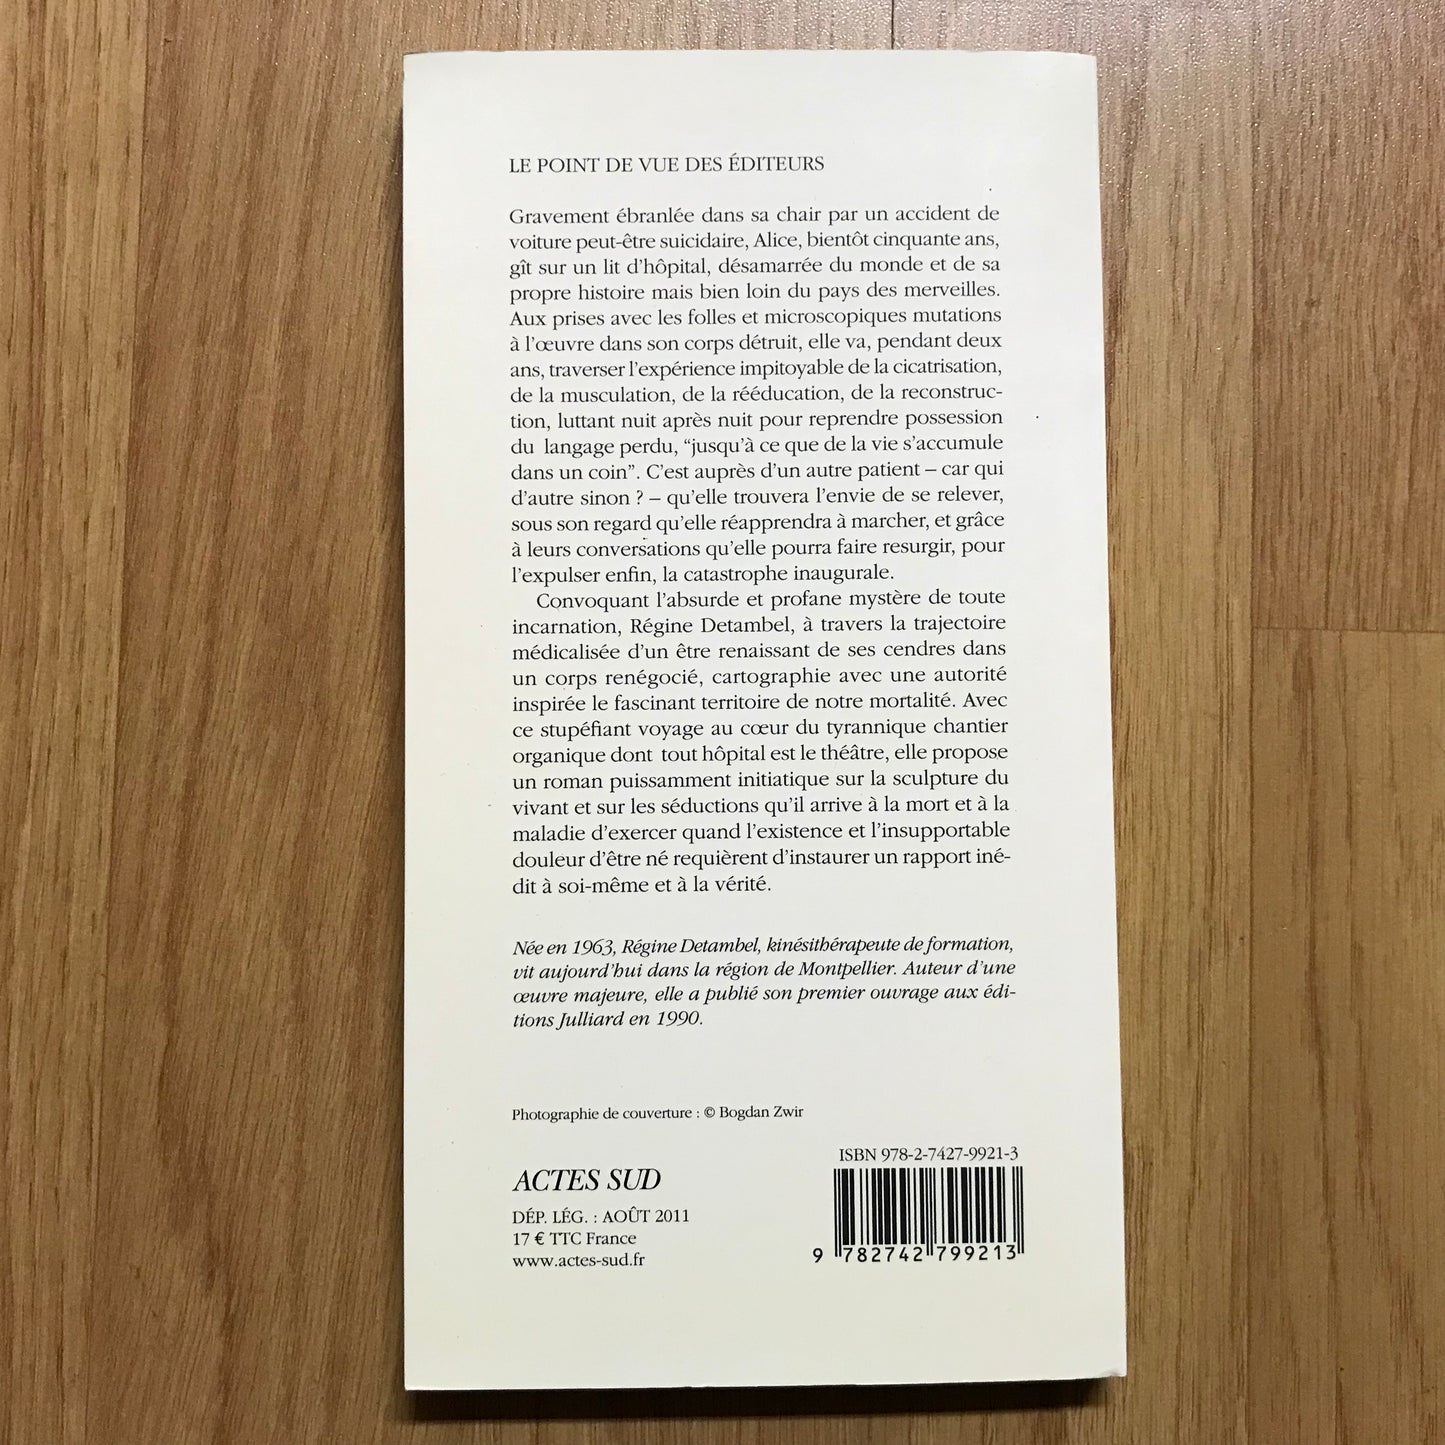 LE POINT DE VUE DES ÉDITEURS
Gravement ébranlée dans sa chair par un accident de
voiture peut-être suicidaire, Alice, bientôt cinquante ans,
gît sur un lit d'hôpital, désamarrée du monde et de sa
propre histoire mais bien loin du pays des merveilles.
Aux prises avec les folles et microscopiques mutations
à l'œuvre dans son corps détruit, elle va, pendant deux
ans, traverser l'expérience impitoyable de la cicatrisation,
de la musculation, de la rééducation, de la reconstruc-
tion, luttant nuit après nuit pour reprendre possession
du langage perdu, “jusqu'à ce que de la vie s'accumule
dans un coin”. C'est auprès d'un autre patient – car qui
d'autre sinon ? – qu'elle trouvera l'envie de se relever,
sous son regard qu'elle réapprendra à marcher, et grâce
à leurs conversations qu'elle pourra faire resurgir, pour
l'expulser enfin, la catastrophe inaugurale.
Convoquant l'absurde et profane mystère de toute
incarnation, Régine Detambel, à travers la trajectoire
médicalisée d'un être renaissant de ses cendres dans
un corps renégocié, cartographie avec une autorité
inspirée le fascinant territoire de notre mortalité. Avec
ce stupéfiant voyage au cœur du tyrannique chantier
organique dont tout hôpital est le théâtre, elle propose
un roman puissamment initiatique sur la sculpture du
vivant et sur les séductions qu'il arrive à la mort et à la
maladie d'exercer quand l'existence et l'insupportable
douleur d'être né requièrent d'instaurer un rapport iné-
dit à soi-même et à la vérité.
Née en 1963, Régine Detambel, kinésithérapeute de formation,
vit aujourd'hui dans la région de Montpellier. Auteur d'une
œuvre majeure, elle a publié son premier ouvrage aux édi-
tions Julliard en 1990.
Photographie de couverture : © Bogdan Zwir
ISBN 978-2-7427-9921-3
ACTES SUD
DÉP. LÉG. : AOÛT 2011
17 € TTC France
www.actes-sud.fr
9 782742 799213